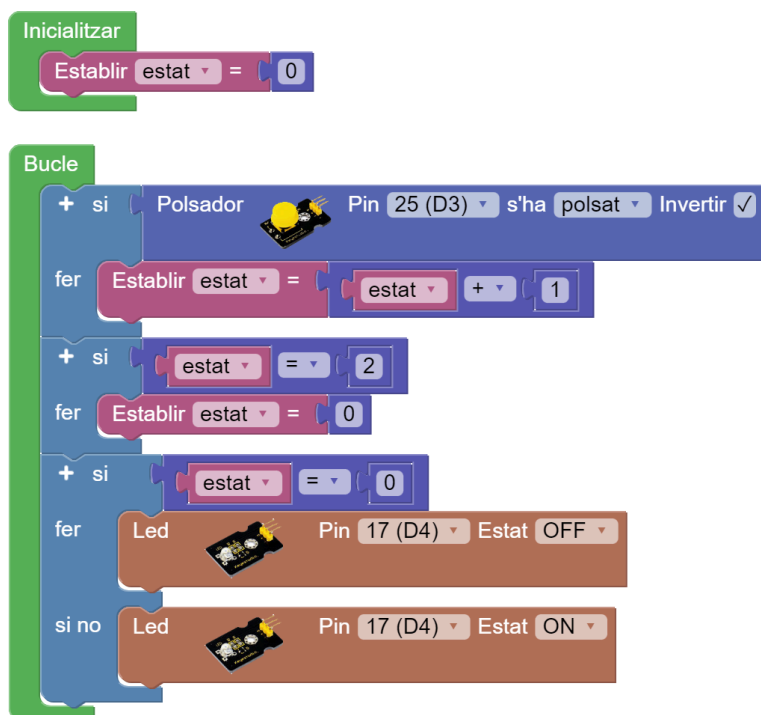 Inicialitzar
Establir estat = 0
Bucle
+ si Polsador Pin 25 (D3) s'ha polsat Invertir ✓
fer Establir estat = estat + 1
+ si estat = 2
fer Establir estat = 0
+ si estat = 0
fer Led Pin 17 (D4) Estat OFF
si no Led Pin 17 (D4) Estat ON